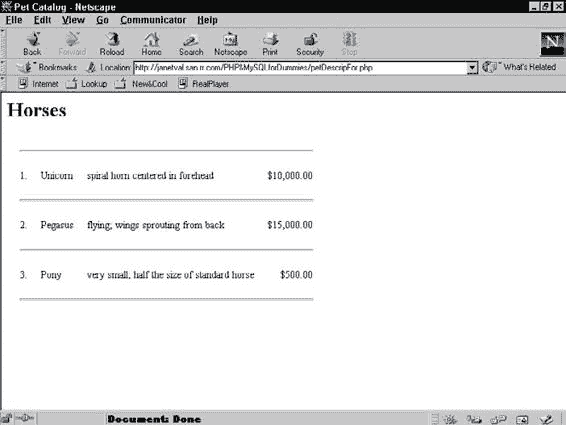 Pet Catalog - Netscape
File Edit View Go Communicator Help
Back Forward Reload Home Search Netscape Print Security Stop
Bookmarks Location: http://janetval.san.rr.com/PHP&MySQLforDummies/petDescripFor.php What's Related
Internet Lookup New&Cool RealPlayer
Horses
1. Unicorn spiral horn centered in forehead $10,000.00
2. Pegasus flying; wings sprouting from back $15,000.00
3. Pony very small; half the size of standard horse $500.00
Document: Done